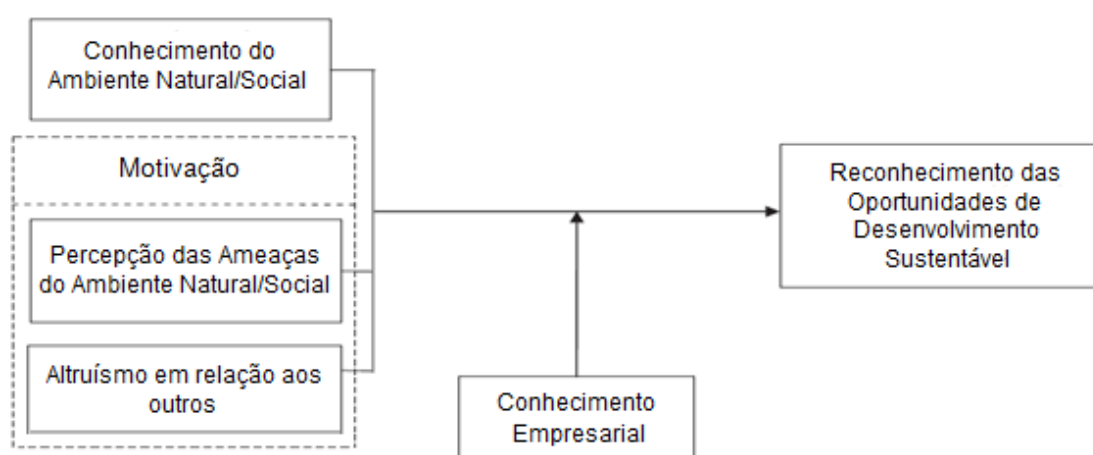 Conhecimento do
Ambiente Natural/Social
Motivação
Percepção das Ameaças
do Ambiente Natural/Social
Altruísmo em relação aos
outros
Conhecimento
Empresarial
Reconhecimento das
Oportunidades de
Desenvolvimento
Sustentável